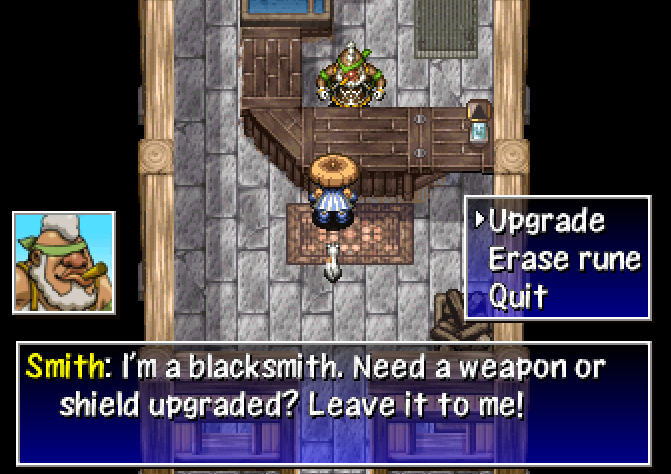 Upgrade
Erase rune
Quit
Smith: I'm a blacksmith. Need a weapon or
shield upgraded? Leave it to me!